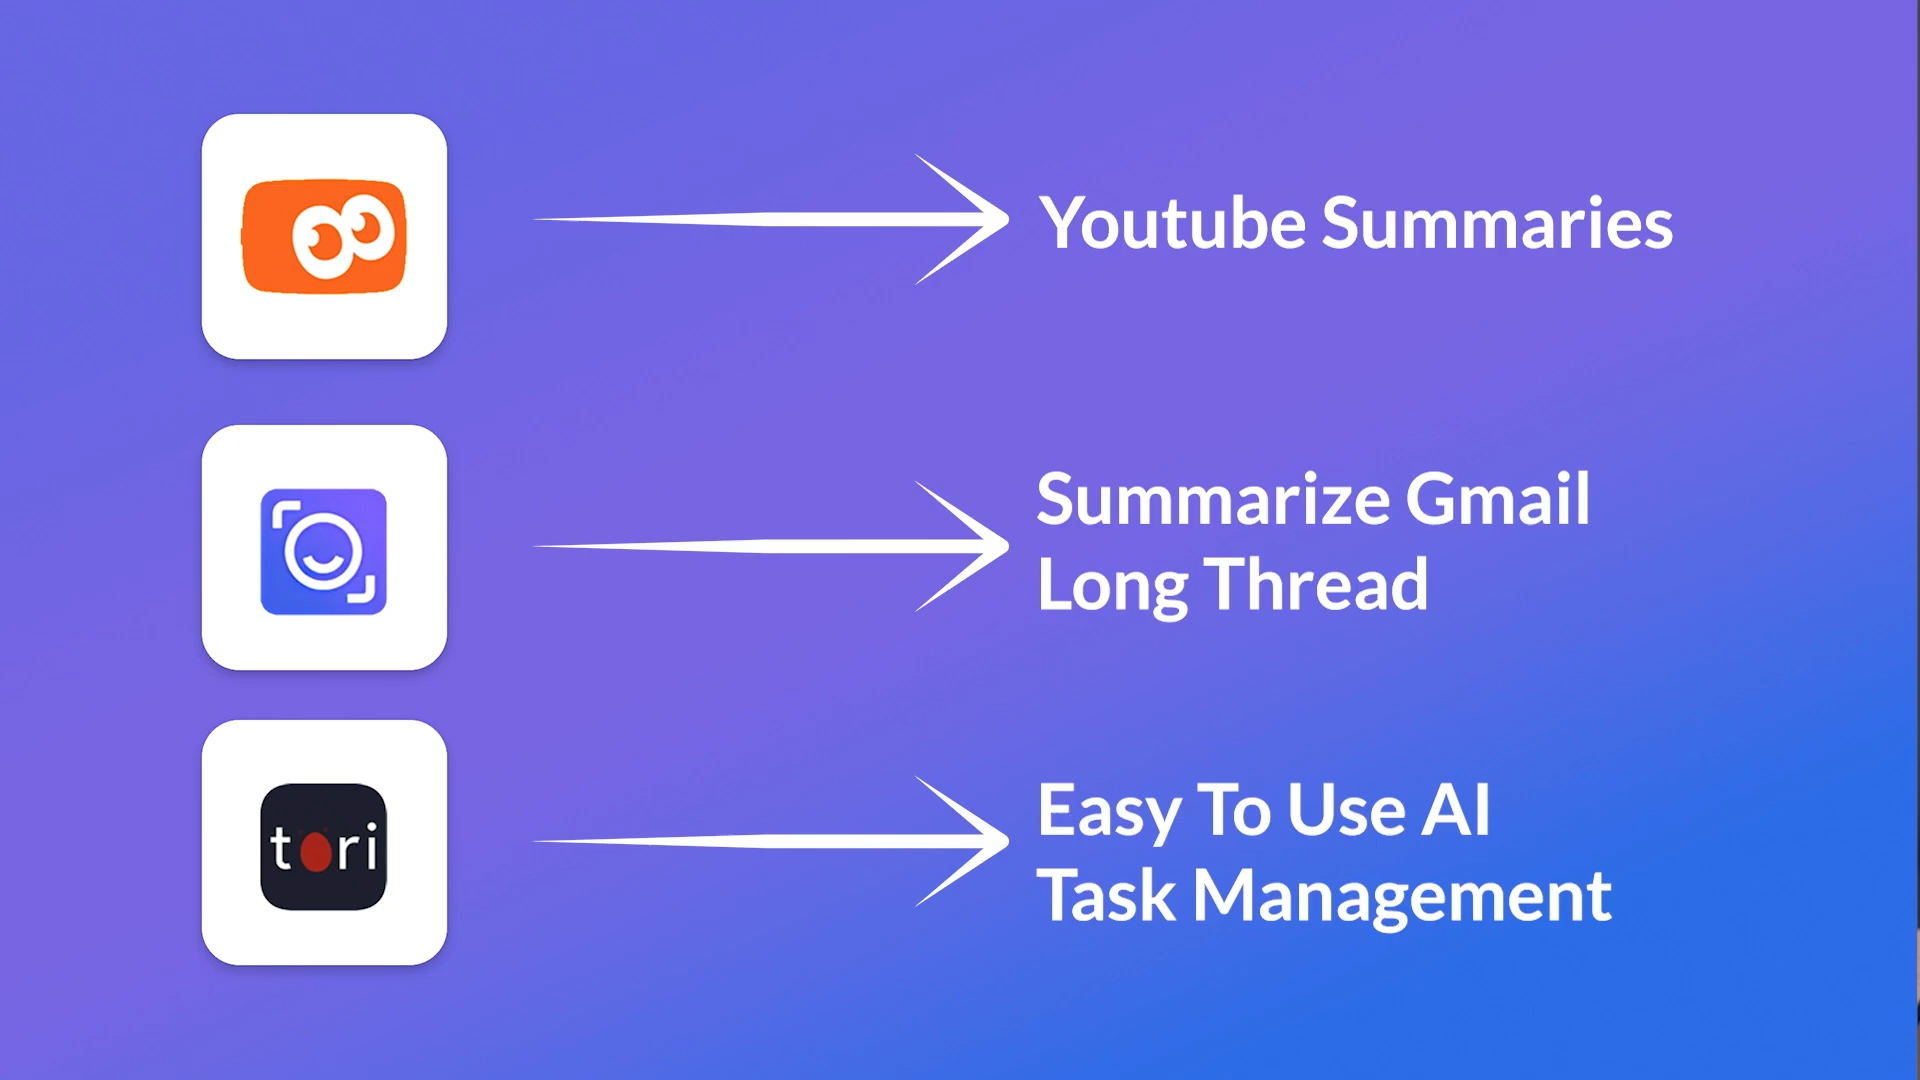 Youtube Summaries
Summarize Gmail
Long Thread
tori
Easy To Use AI
Task Management